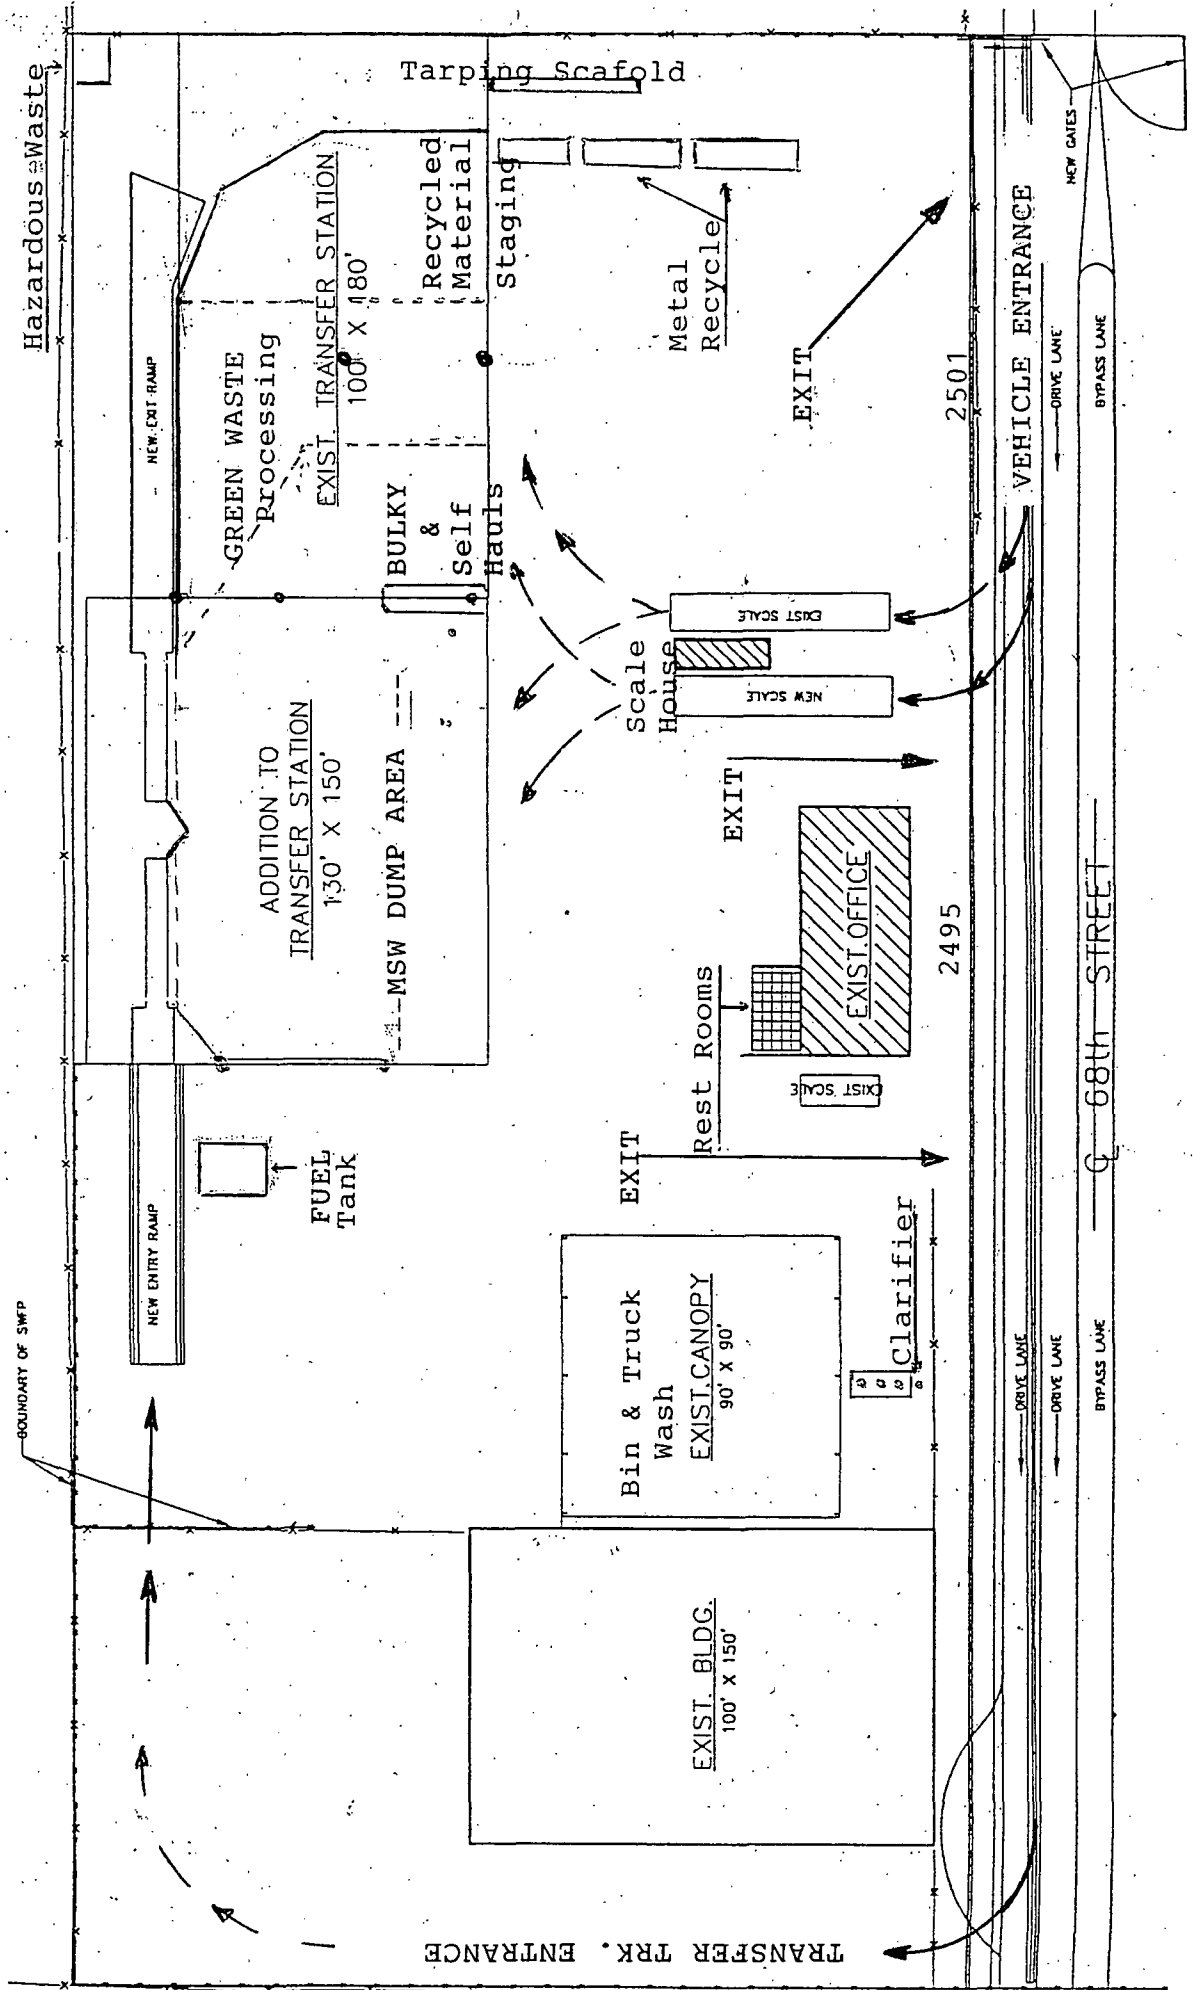 Hazardous Waste
Tarping Scafold
NEW EXIT RAMP
GREEN WASTE
Processing
EXIST. TRANSFER STATION
100' X 180'
Recycled
Material
Staging
Metal
Recycle
EXIT
2501
VEHICLE ENTRANCE
NEW GATES
DRIVE LANE
BYPASS LANE
BULKY
&
Self
Hauls
EXIST SCALE
Scale
House
NEW SCALE
ADDITION TO
TRANSFER STATION
130' X 150'
MSW DUMP AREA
EXIT
EXIST.OFFICE
2495
Rest Rooms
EXIST SCALE
68th STREET
NEW ENTRY RAMP
FUEL
Tank
EXIT
Clarifier
BOUNDARY OF SWFP
Bin & Truck
Wash
EXIST.CANOPY
90' X 90'
DRIVE LANE
DRIVE LANE
BYPASS LANE
EXIST. BLDG.
100' X 150'
TRANSFER TRK. ENTRANCE